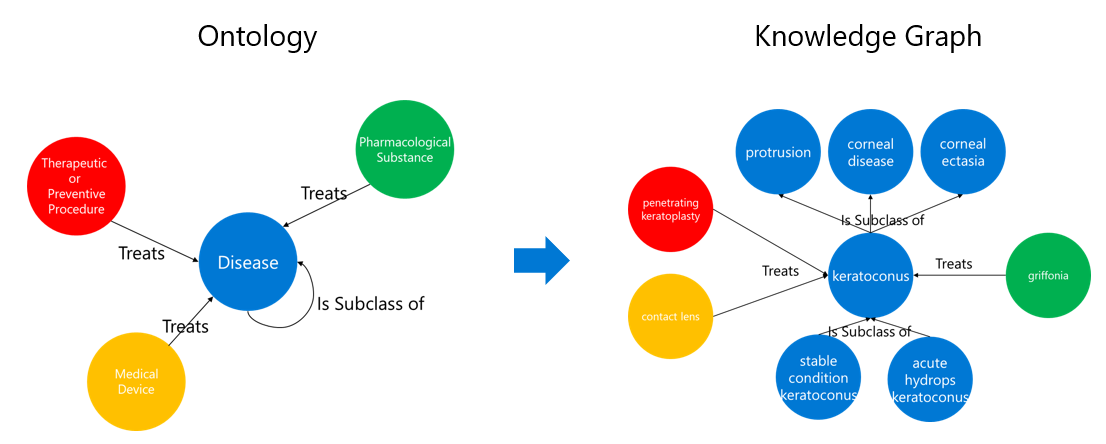 Ontology
Knowledge Graph
Therapeutic
or
Preventive
Procedure
Pharmacological
Substance
Treats
Treats
Disease
Is Subclass of
Treats
Medical
Device
protrusion
corneal
disease
corneal
ectasia
penetrating
keratoplasty
Is Subclass of
Treats
keratoconus
Treats
griffonia
contact lens
Is Subclass of
stable
condition
keratoconus
acute
hydrops
keratoconus